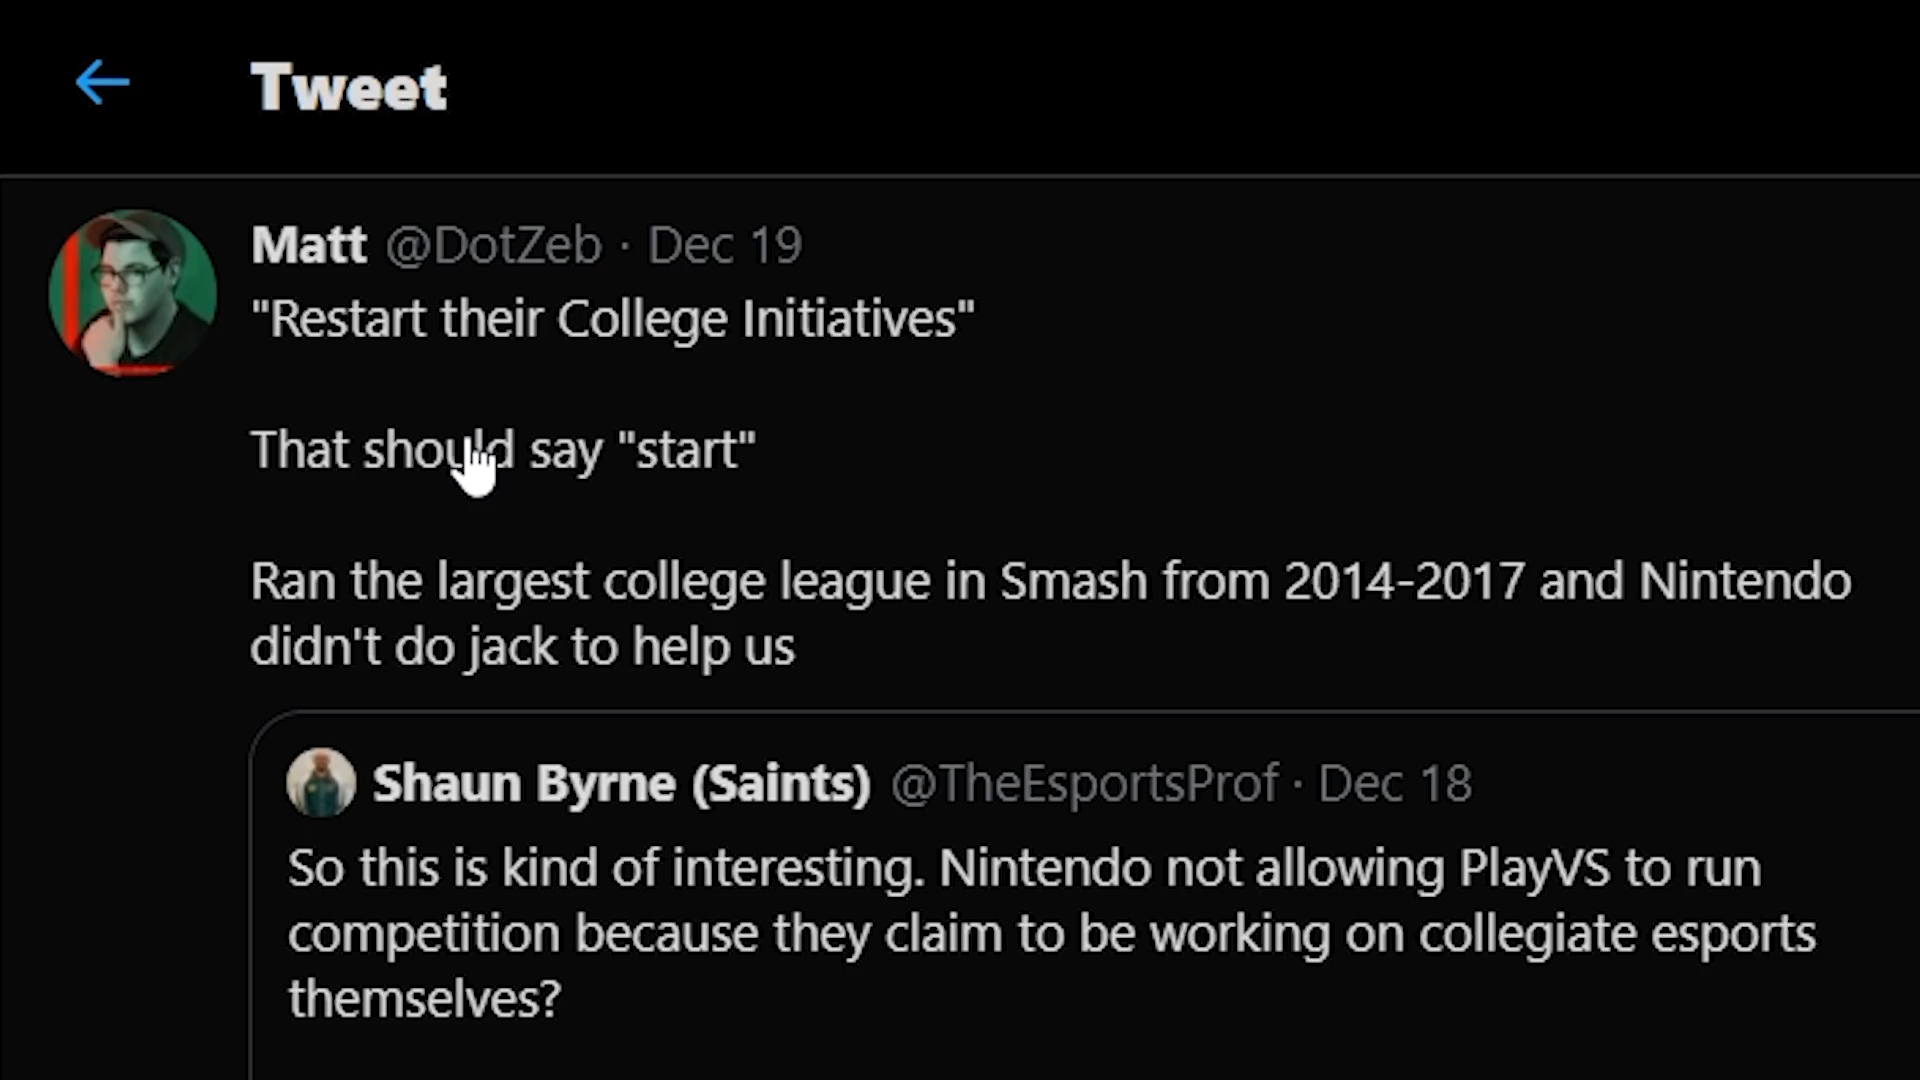 Tweet
Matt @DotZeb · Dec 19
"Restart their College Initiatives"
That should say "start"
Ran the largest college league in Smash from 2014-2017 and Nintendo
didn't do jack to help us
Shaun Byrne (Saints) @TheEsportsProf · Dec 18
So this is kind of interesting. Nintendo not allowing PlayVS to run
competition because they claim to be working on collegiate esports
themselves?